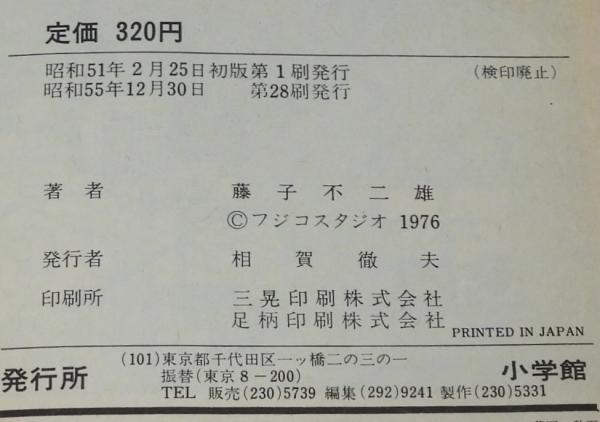 定価 320円
昭和51年2月25日初版第1刷発行 (検印廃止)
昭和55年12月30日 第28刷発行
著者 藤子不二雄
©フジコスタジオ 1976
発行者 相賀徹夫
印刷所 三晃印刷株式会社
足柄印刷株式会社
PRINTED IN JAPAN
(101)東京都千代田区一ッ橋二の三の一
発行所 振替(東京8-200) 小学館
TEL 販売(230)5739 編集(292)9241 製作(230)5331